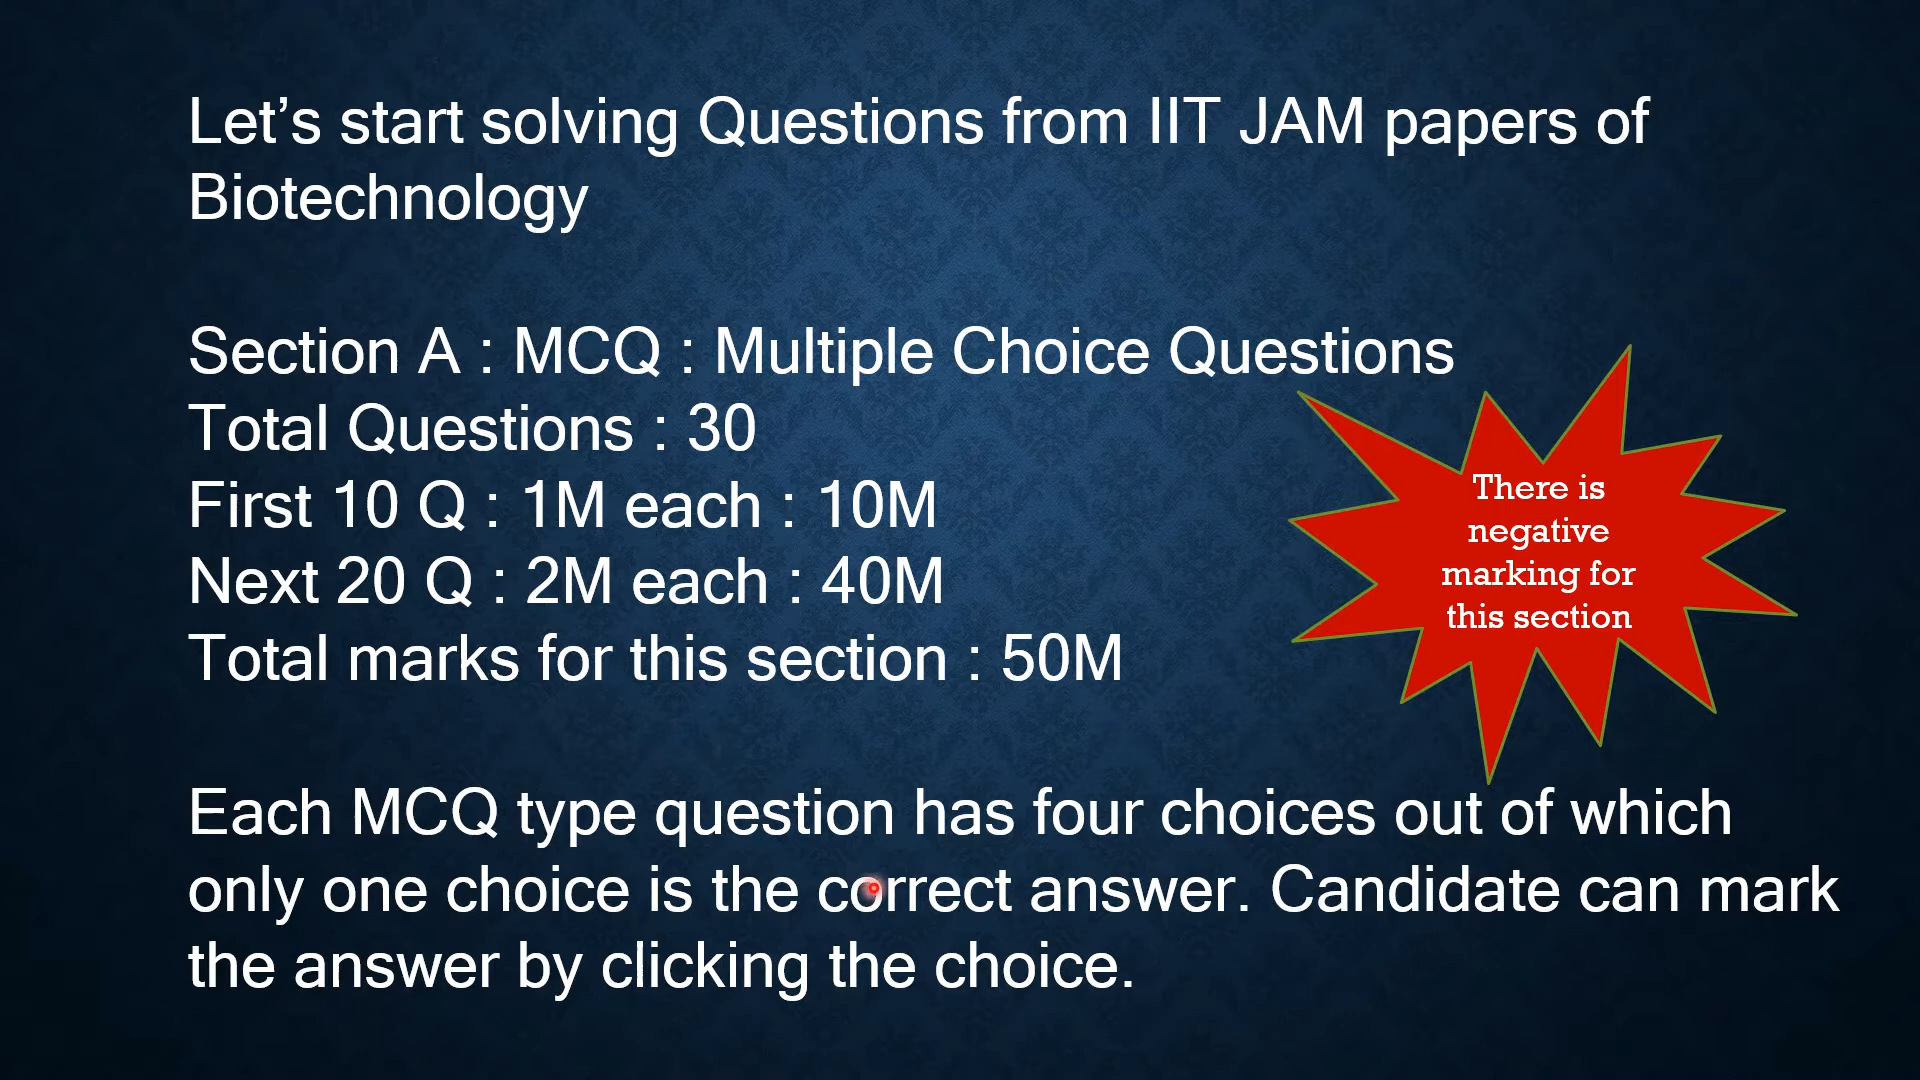 Let’s start solving Questions from IIT JAM papers of
Biotechnology
Section A : MCQ : Multiple Choice Questions
Total Questions : 30
First 10 Q : 1M each : 10M
Next 20 Q : 2M each : 40M
Total marks for this section : 50M
There is
negative
marking for
this section
Each MCQ type question has four choices out of which
only one choice is the correct answer. Candidate can mark
the answer by clicking the choice.